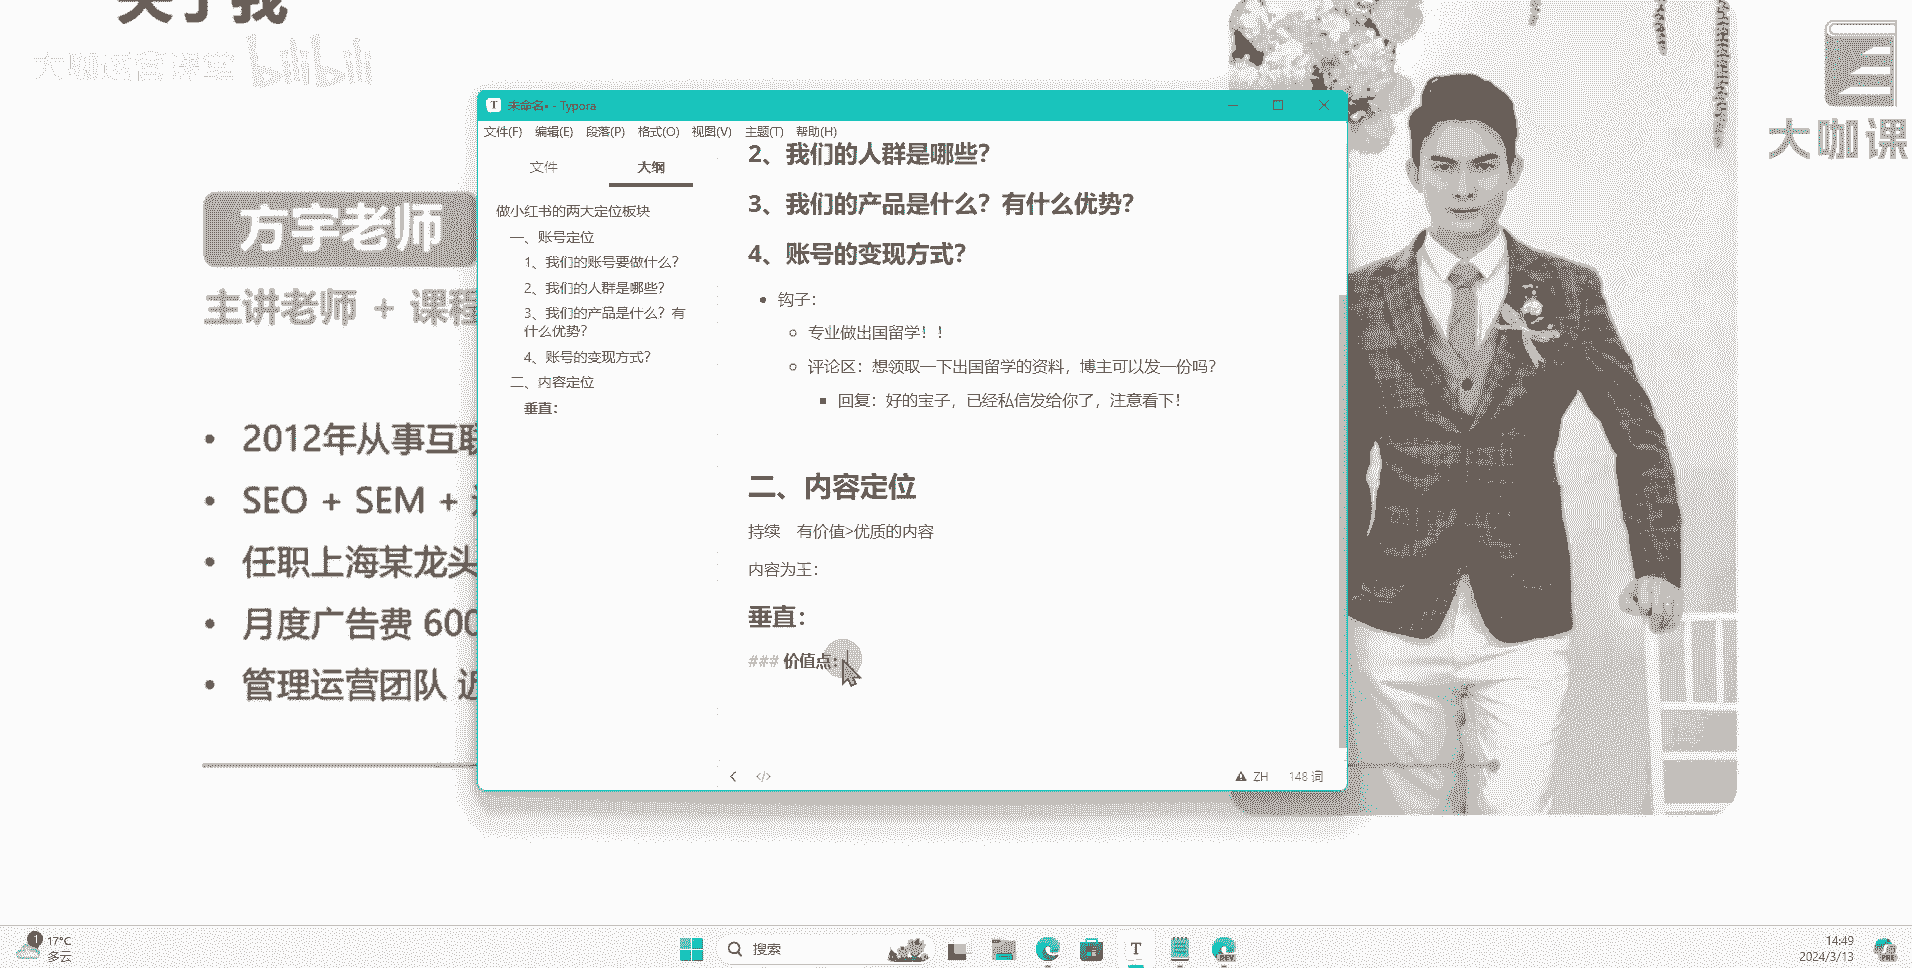 关于我
大咖运营课堂 bilibili
大咖课
方宇老师
主讲老师 + 课程
2012年从事互联
SEO + SEM +
任职上海某龙头
月度广告费 600
管理运营团队 近
未命名• - Typora
文件(F) 编辑(E) 段落(P) 格式(O) 视图(V) 主题(T) 帮助(H)
文件 大纲
做小红书的两大定位板块
一、账号定位
1、我们的账号要做什么？
2、我们的人群是哪些？
3、我们的产品是什么？有
什么优势？
4、账号的变现方式？
二、内容定位
垂直：
2、我们的人群是哪些？
3、我们的产品是什么？有什么优势？
4、账号的变现方式？
钩子：
专业做出国留学！！
评论区：想领取一下出国留学的资料，博主可以发一份吗？
回复：好的宝子，已经私信发给你了，注意看下！
二、内容定位
持续 有价值>优质的内容
内容为王：
垂直：
### 价值点：
</> ZH 148 词
1
17°C
多云
搜索
T
DEV
14:49
2024/3/13
PRE